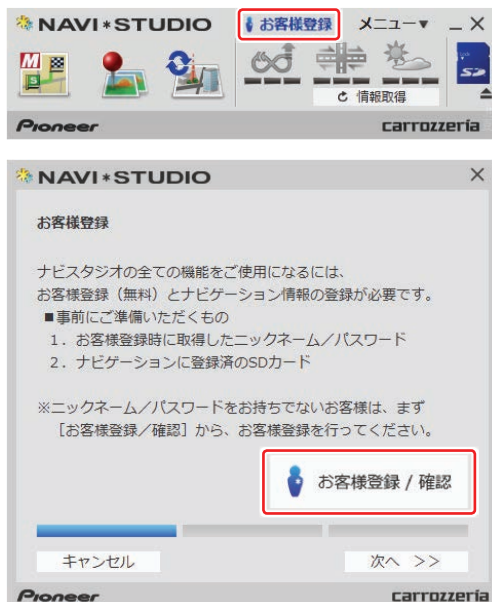 NAVI*STUDIO お客様登録 メニュー▼ _ ×
M S SD
情報取得
Pioneer carrozzeria
NAVI*STUDIO ×
お客様登録
ナビスタジオの全ての機能をご使用になるには、
お客様登録（無料）とナビゲーション情報の登録が必要です。
■事前にご準備いただくもの
1．お客様登録時に取得したニックネーム／パスワード
2．ナビゲーションに登録済のSDカード
※ニックネーム／パスワードをお持ちでないお客様は、まず
［お客様登録／確認］から、お客様登録を行ってください。
お客様登録 / 確認
キャンセル 次へ >>
Pioneer carrozzeria